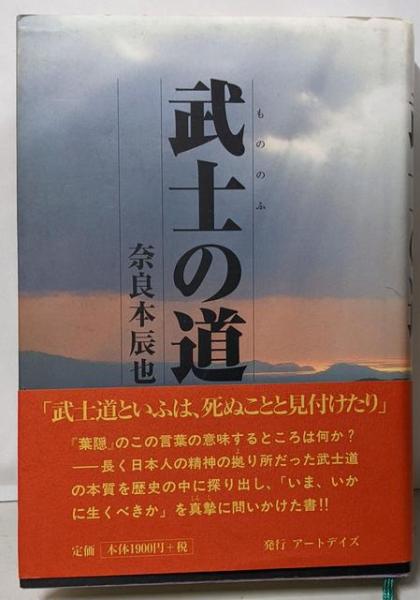 もののふ
武士の道
奈良本辰也
「武士道といふは、死ぬことと見付けたり」
『葉隠』のこの言葉の意味するところは何か?
――長く日本人の精神の拠り所だった武士道
の本質を歴史の中に探り出し、「いま、いか
に生くべきか」を真摯に問いかけた書!!
定価 本体1900円+税
発行 アートデイズ